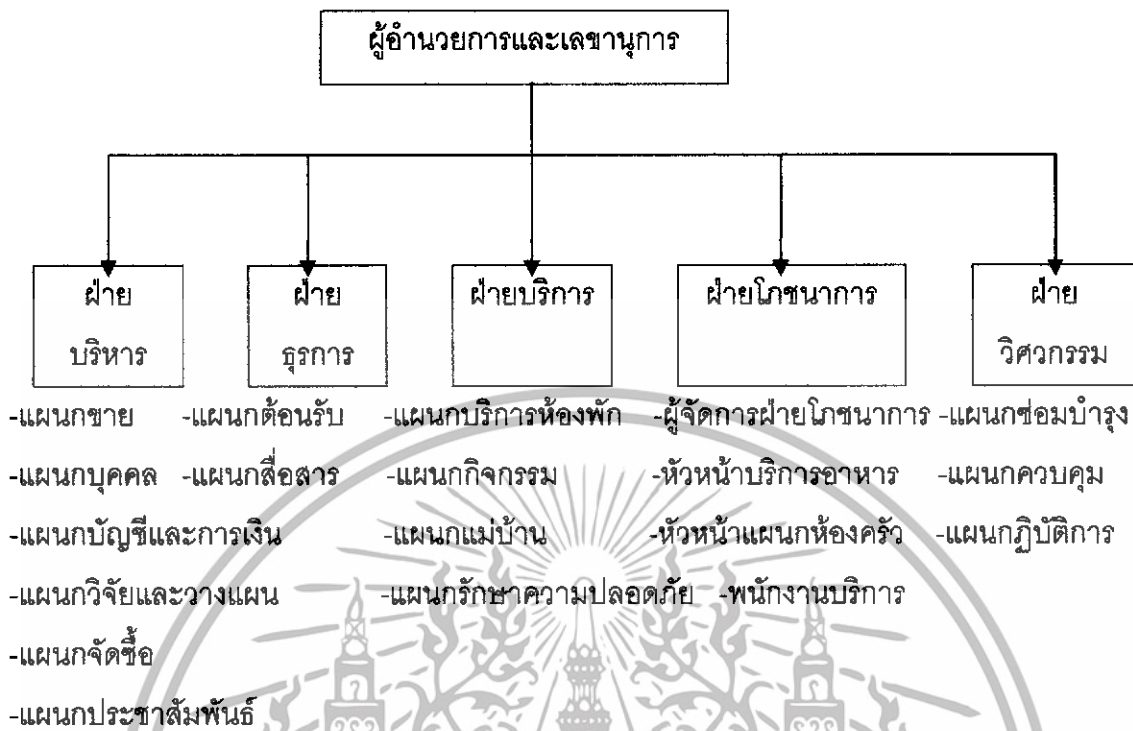 ผู้อำนวยการและเลขานุการ
ฝ่าย
บริหาร
ฝ่าย
ธุรการ
ฝ่ายบริการ
ฝ่ายโภชนาการ
ฝ่าย
วิศวกรรม
-แผนกขาย -แผนกต้อนรับ -แผนกบริการห้องพัก -ผู้จัดการฝ่ายโภชนาการ -แผนกซ่อมบำรุง
-แผนกบุคคล -แผนกสื่อสาร -แผนกกิจกรรม -หัวหน้าบริการอาหาร -แผนกควบคุม
-แผนกบัญชีและการเงิน -แผนกแม่บ้าน -หัวหน้าแผนกห้องครัว -แผนกฏิบัติการ
-แผนกวิจัยและวางแผน -แผนกรักษาความปลอดภัย -พนักงานบริการ
-แผนกจัดซื้อ
-แผนกประชาสัมพันธ์